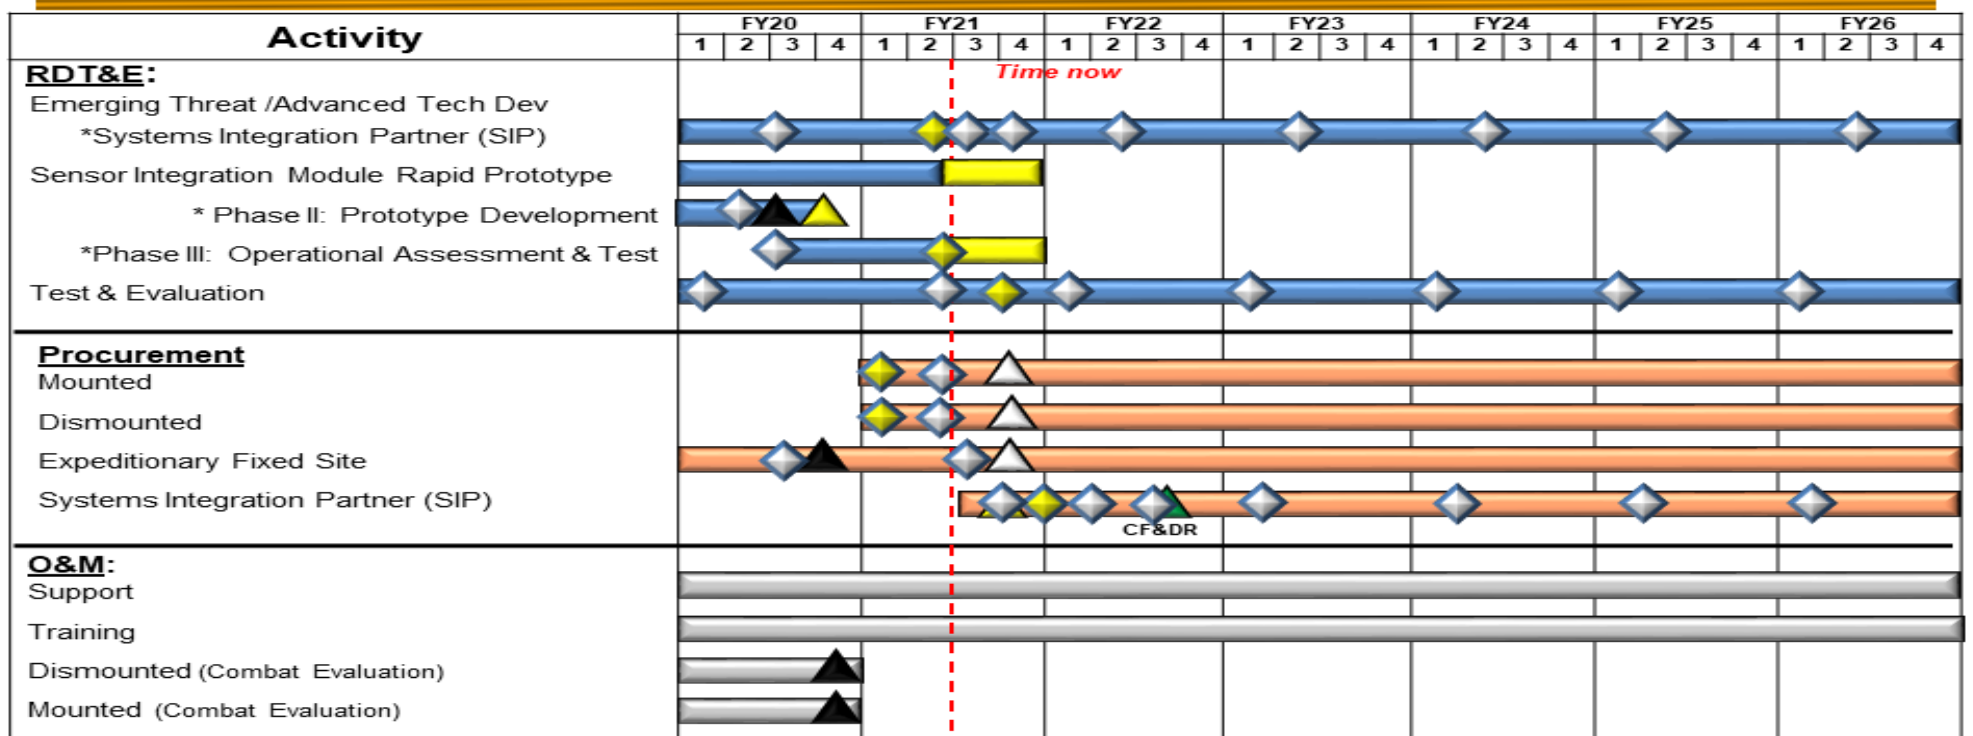 Activity
FY20 FY21 FY22 FY23 FY24 FY25 FY26
1 2 3 4 1 2 3 4 1 2 3 4 1 2 3 4 1 2 3 4 1 2 3 4 1 2 3 4
RDT&E:
Time now
Emerging Threat /Advanced Tech Dev
*Systems Integration Partner (SIP)
Sensor Integration Module Rapid Prototype
* Phase II: Prototype Development
*Phase III: Operational Assessment & Test
Test & Evaluation
Procurement
Mounted
Dismounted
Expeditionary Fixed Site
Systems Integration Partner (SIP)
CF&DR
O&M:
Support
Training
Dismounted (Combat Evaluation)
Mounted (Combat Evaluation)